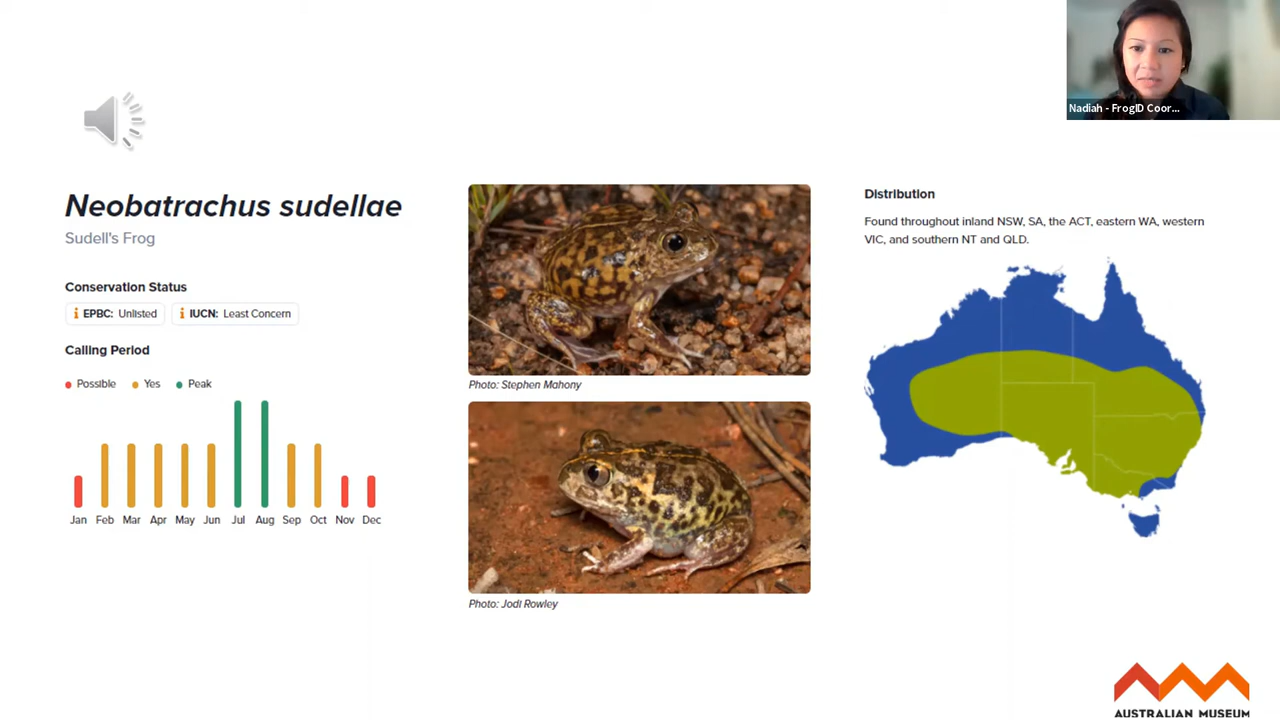 Nadiah - FrogID Coor...
Neobatrachus sudellae
Sudell's Frog
Conservation Status
EPBC: Unlisted
IUCN: Least Concern
Calling Period
Possible
Yes
Peak
Jan Feb Mar Apr May Jun Jul Aug Sep Oct Nov Dec
Photo: Stephen Mahony
Photo: Jodi Rowley
Distribution
Found throughout inland NSW, SA, the ACT, eastern WA, western
VIC, and southern NT and QLD.
AUSTRALIAN MUSEUM